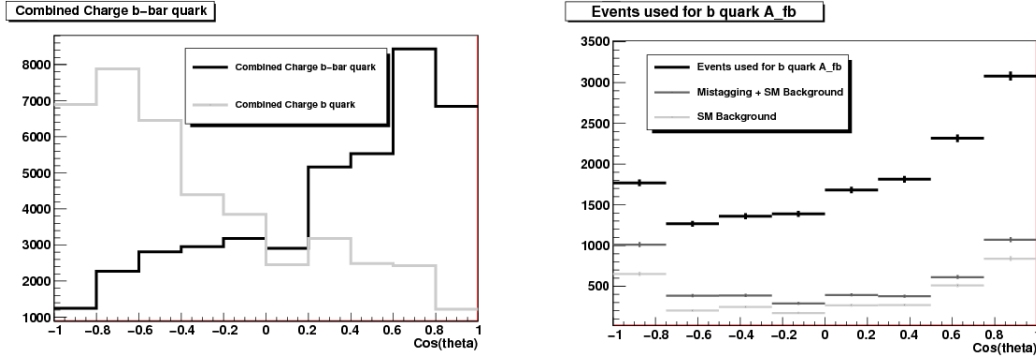 Combined Charge b-bar quark
8000
7000
6000
5000
4000
3000
2000
1000
Combined Charge b-bar quark
Combined Charge b quark
−1 −0.8 −0.6 −0.4 −0.2 0 0.2 0.4 0.6 0.8 1
Cos(theta)
Events used for b quark A_fb
3500
3000
2500
2000
1500
1000
500
Events used for b quark A_fb
Mistagging + SM Background
SM Background
−1 −0.8 −0.6 −0.4 −0.2 0 0.2 0.4 0.6 0.8 1
Cos(theta)